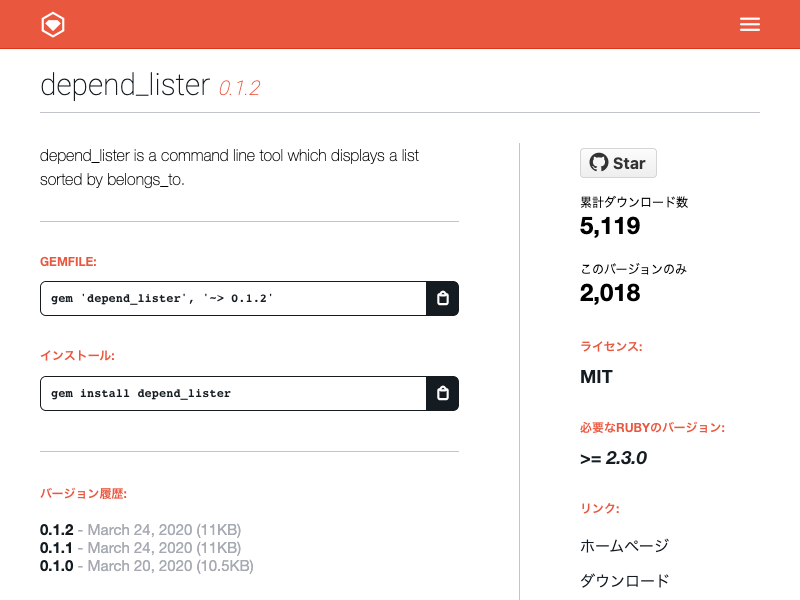 depend_lister 0.1.2
depend_lister is a command line tool which displays a list
sorted by belongs_to.
GEMFILE:
gem 'depend_lister', '~> 0.1.2'
インストール:
gem install depend_lister
バージョン履歴:
0.1.2 - March 24, 2020 (11KB)
0.1.1 - March 24, 2020 (11KB)
0.1.0 - March 20, 2020 (10.5KB)
Star
累計ダウンロード数
5,119
このバージョンのみ
2,018
ライセンス:
MIT
必要なRUBYのバージョン:
>= 2.3.0
リンク:
ホームページ
ダウンロード